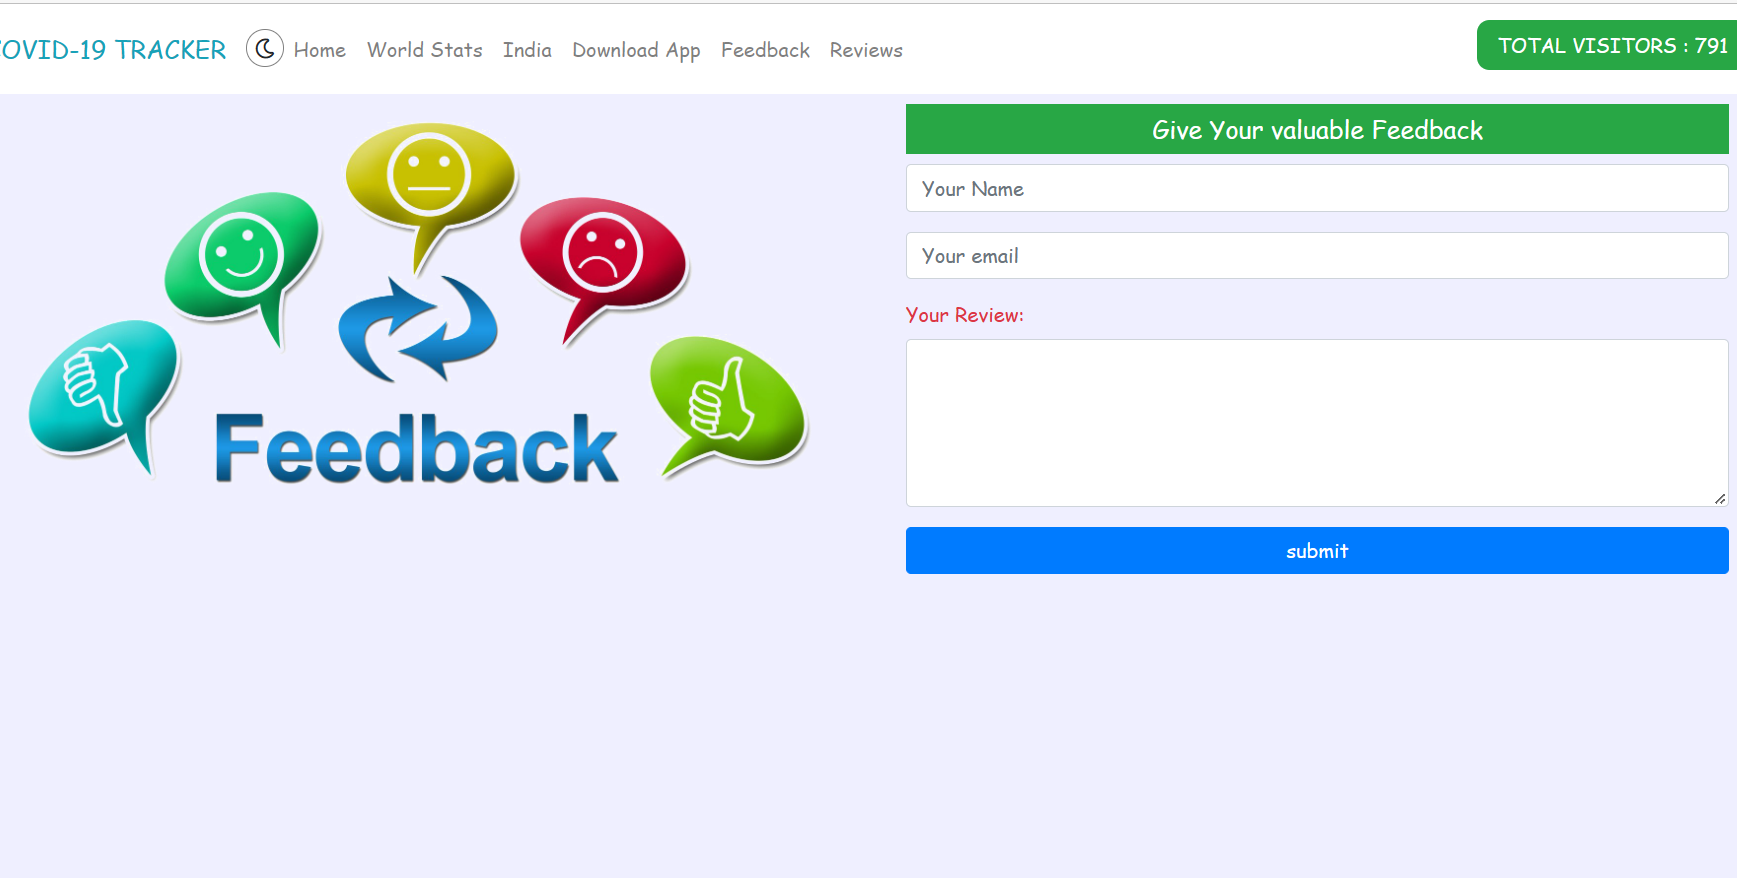 OVID-19 TRACKER
Home
World Stats
India
Download App
Feedback
Reviews
TOTAL VISITORS : 791
Feedback
Give Your valuable Feedback
Your Name
Your email
Your Review:
submit